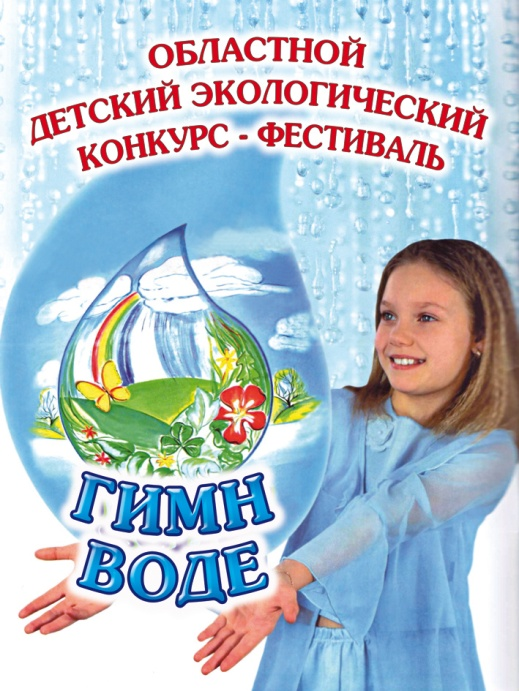 ОБЛАСТНОЙ
ДЕТСКИЙ ЭКОЛОГИЧЕСКИЙ
КОНКУРС - ФЕСТИВАЛЬ
ГИМН
ВОДЕ